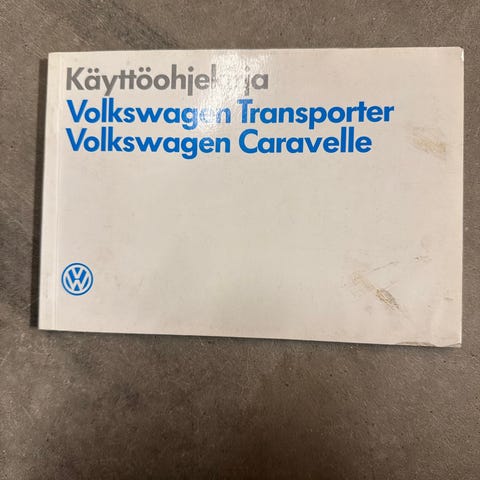 Käyttöohjekirja
Volkswagen Transporter
Volkswagen Caravelle
VW